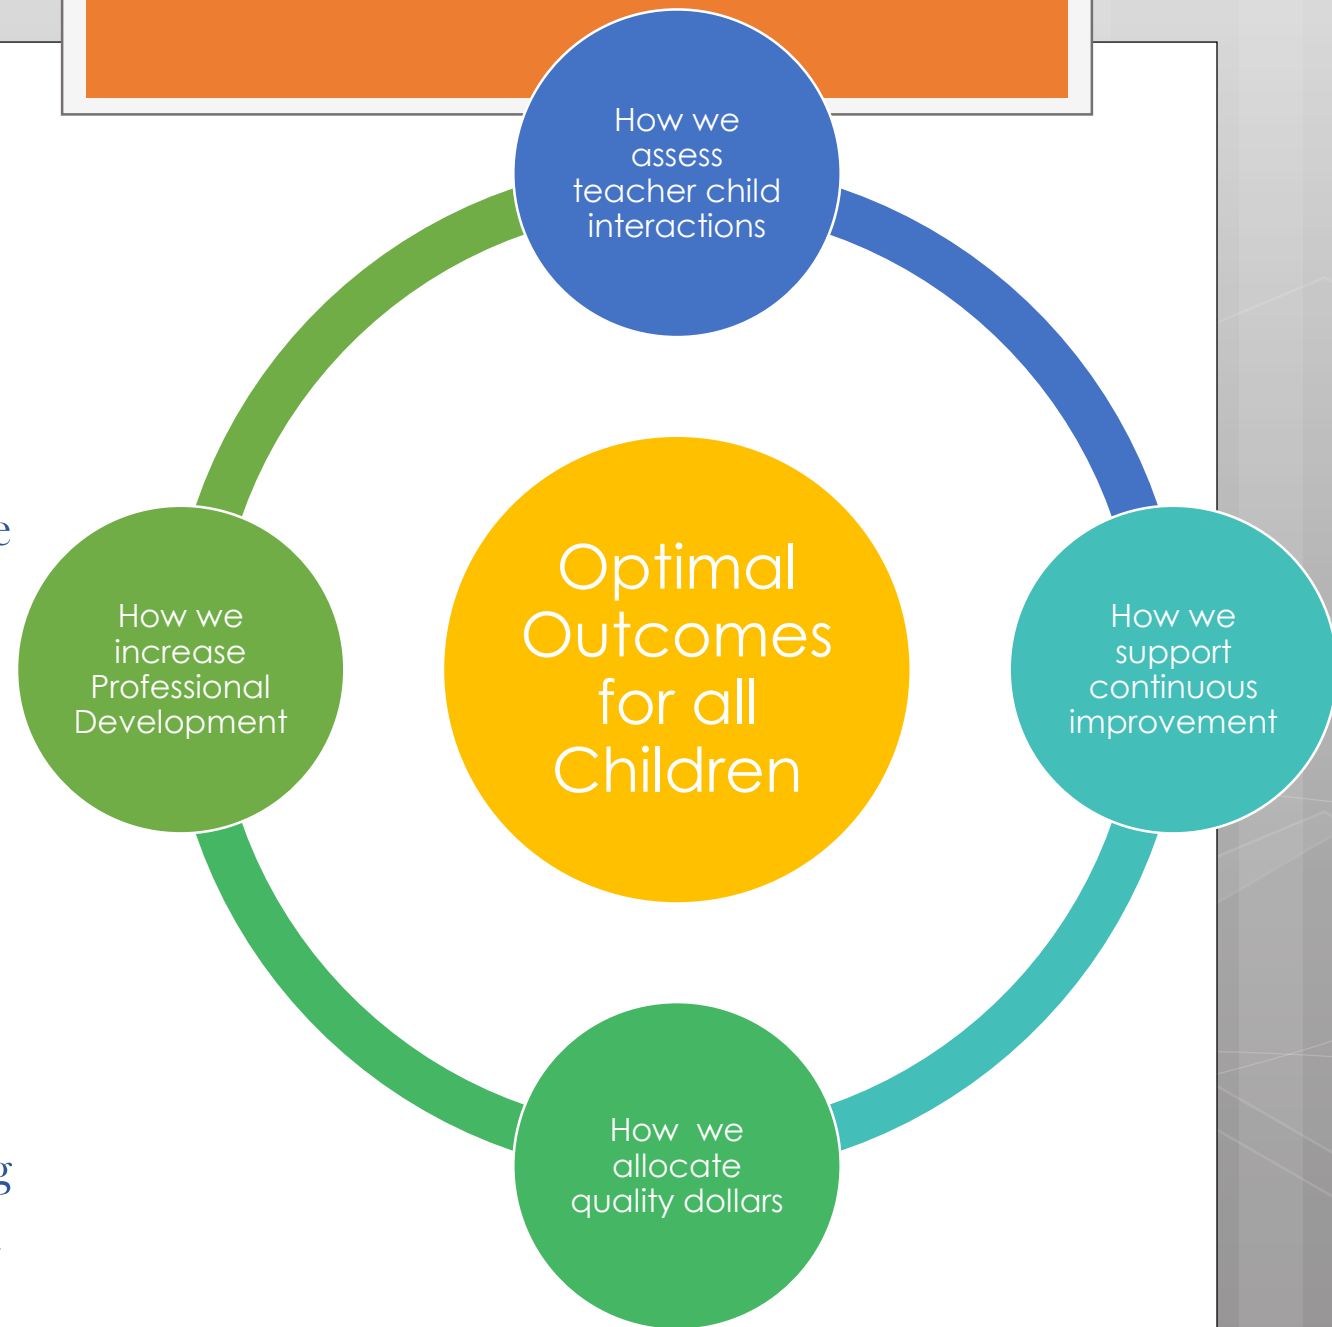 How we
assess
teacher child
interactions
How we
increase
Professional
Development
Optimal
Outcomes
for all
Children
How we
support
continuous
improvement
How  we
allocate
quality dollars